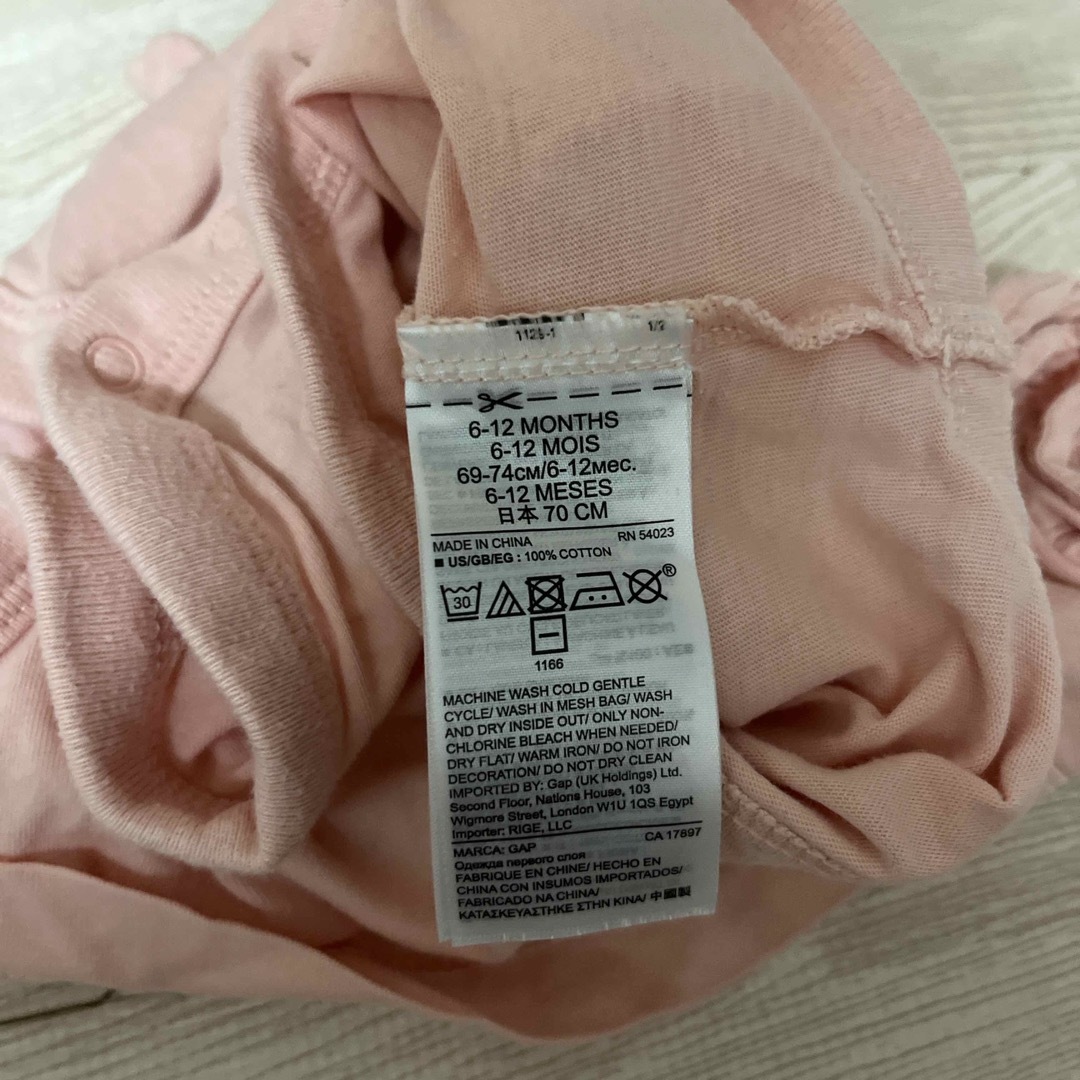 1128-1 1/2
6-12 MONTHS
6-12 MOIS
69-74см/6-12мес.
6-12 MESES
日本 70 CM
MADE IN CHINA RN 54023
■ US/GB/EG : 100% COTTON
30 ®
1166
MACHINE WASH COLD GENTLE
CYCLE/ WASH IN MESH BAG/ WASH
AND DRY INSIDE OUT/ ONLY NON-
CHLORINE BLEACH WHEN NEEDED/
DRY FLAT/ WARM IRON/ DO NOT IRON
DECORATION/ DO NOT DRY CLEAN
IMPORTED BY: Gap (UK Holdings) Ltd.
Second Floor, Nations House, 103
Wigmore Street, London W1U 1QS Egypt
Importer: RIGE, LLC
MARCA: GAP CA 17897
Одежда первого слоя
FABRIQUE EN CHINE/ HECHO EN
CHINA CON INSUMOS IMPORTADOS/
FABRICADO NA CHINA/
ΚΑΤΑΣΚΕΥΑΣΤΗΚΕ ΣΤΗΝ ΚΙΝΑ/ 中國製